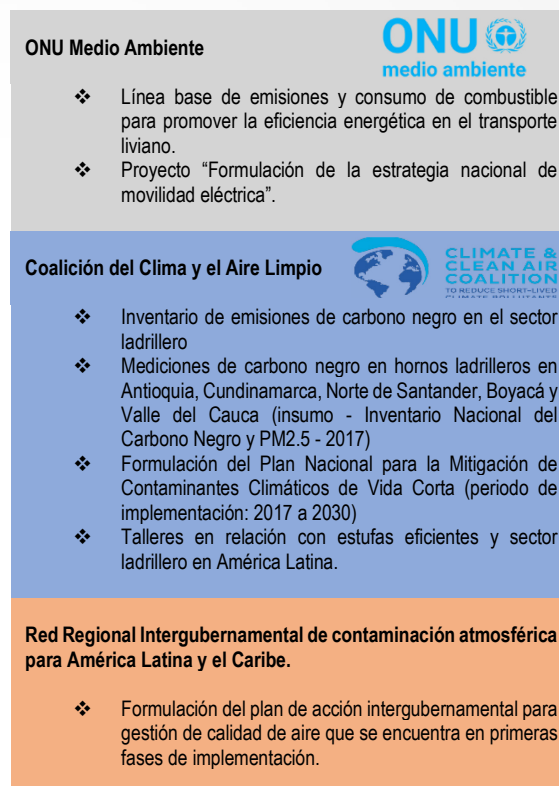 ONU Medio Ambiente
ONU
medio ambiente
❖ Línea base de emisiones y consumo de combustible
para promover la eficiencia energética en el transporte
liviano.
❖ Proyecto “Formulación de la estrategia nacional de
movilidad eléctrica”.
Coalición del Clima y el Aire Limpio
CLIMATE &
CLEAN AIR
COALITION
TO REDUCE SHORT-LIVED
CLIMATE POLLUTANTS
❖ Inventario de emisiones de carbono negro en el sector
ladrillero
❖ Mediciones de carbono negro en hornos ladrilleros en
Antioquia, Cundinamarca, Norte de Santander, Boyacá y
Valle del Cauca (insumo - Inventario Nacional del
Carbono Negro y PM2.5 - 2017)
❖ Formulación del Plan Nacional para la Mitigación de
Contaminantes Climáticos de Vida Corta (periodo de
implementación: 2017 a 2030)
❖ Talleres en relación con estufas eficientes y sector
ladrillero en América Latina.
Red Regional Intergubernamental de contaminación atmosférica
para América Latina y el Caribe.
❖ Formulación del plan de acción intergubernamental para
gestión de calidad de aire que se encuentra en primeras
fases de implementación.